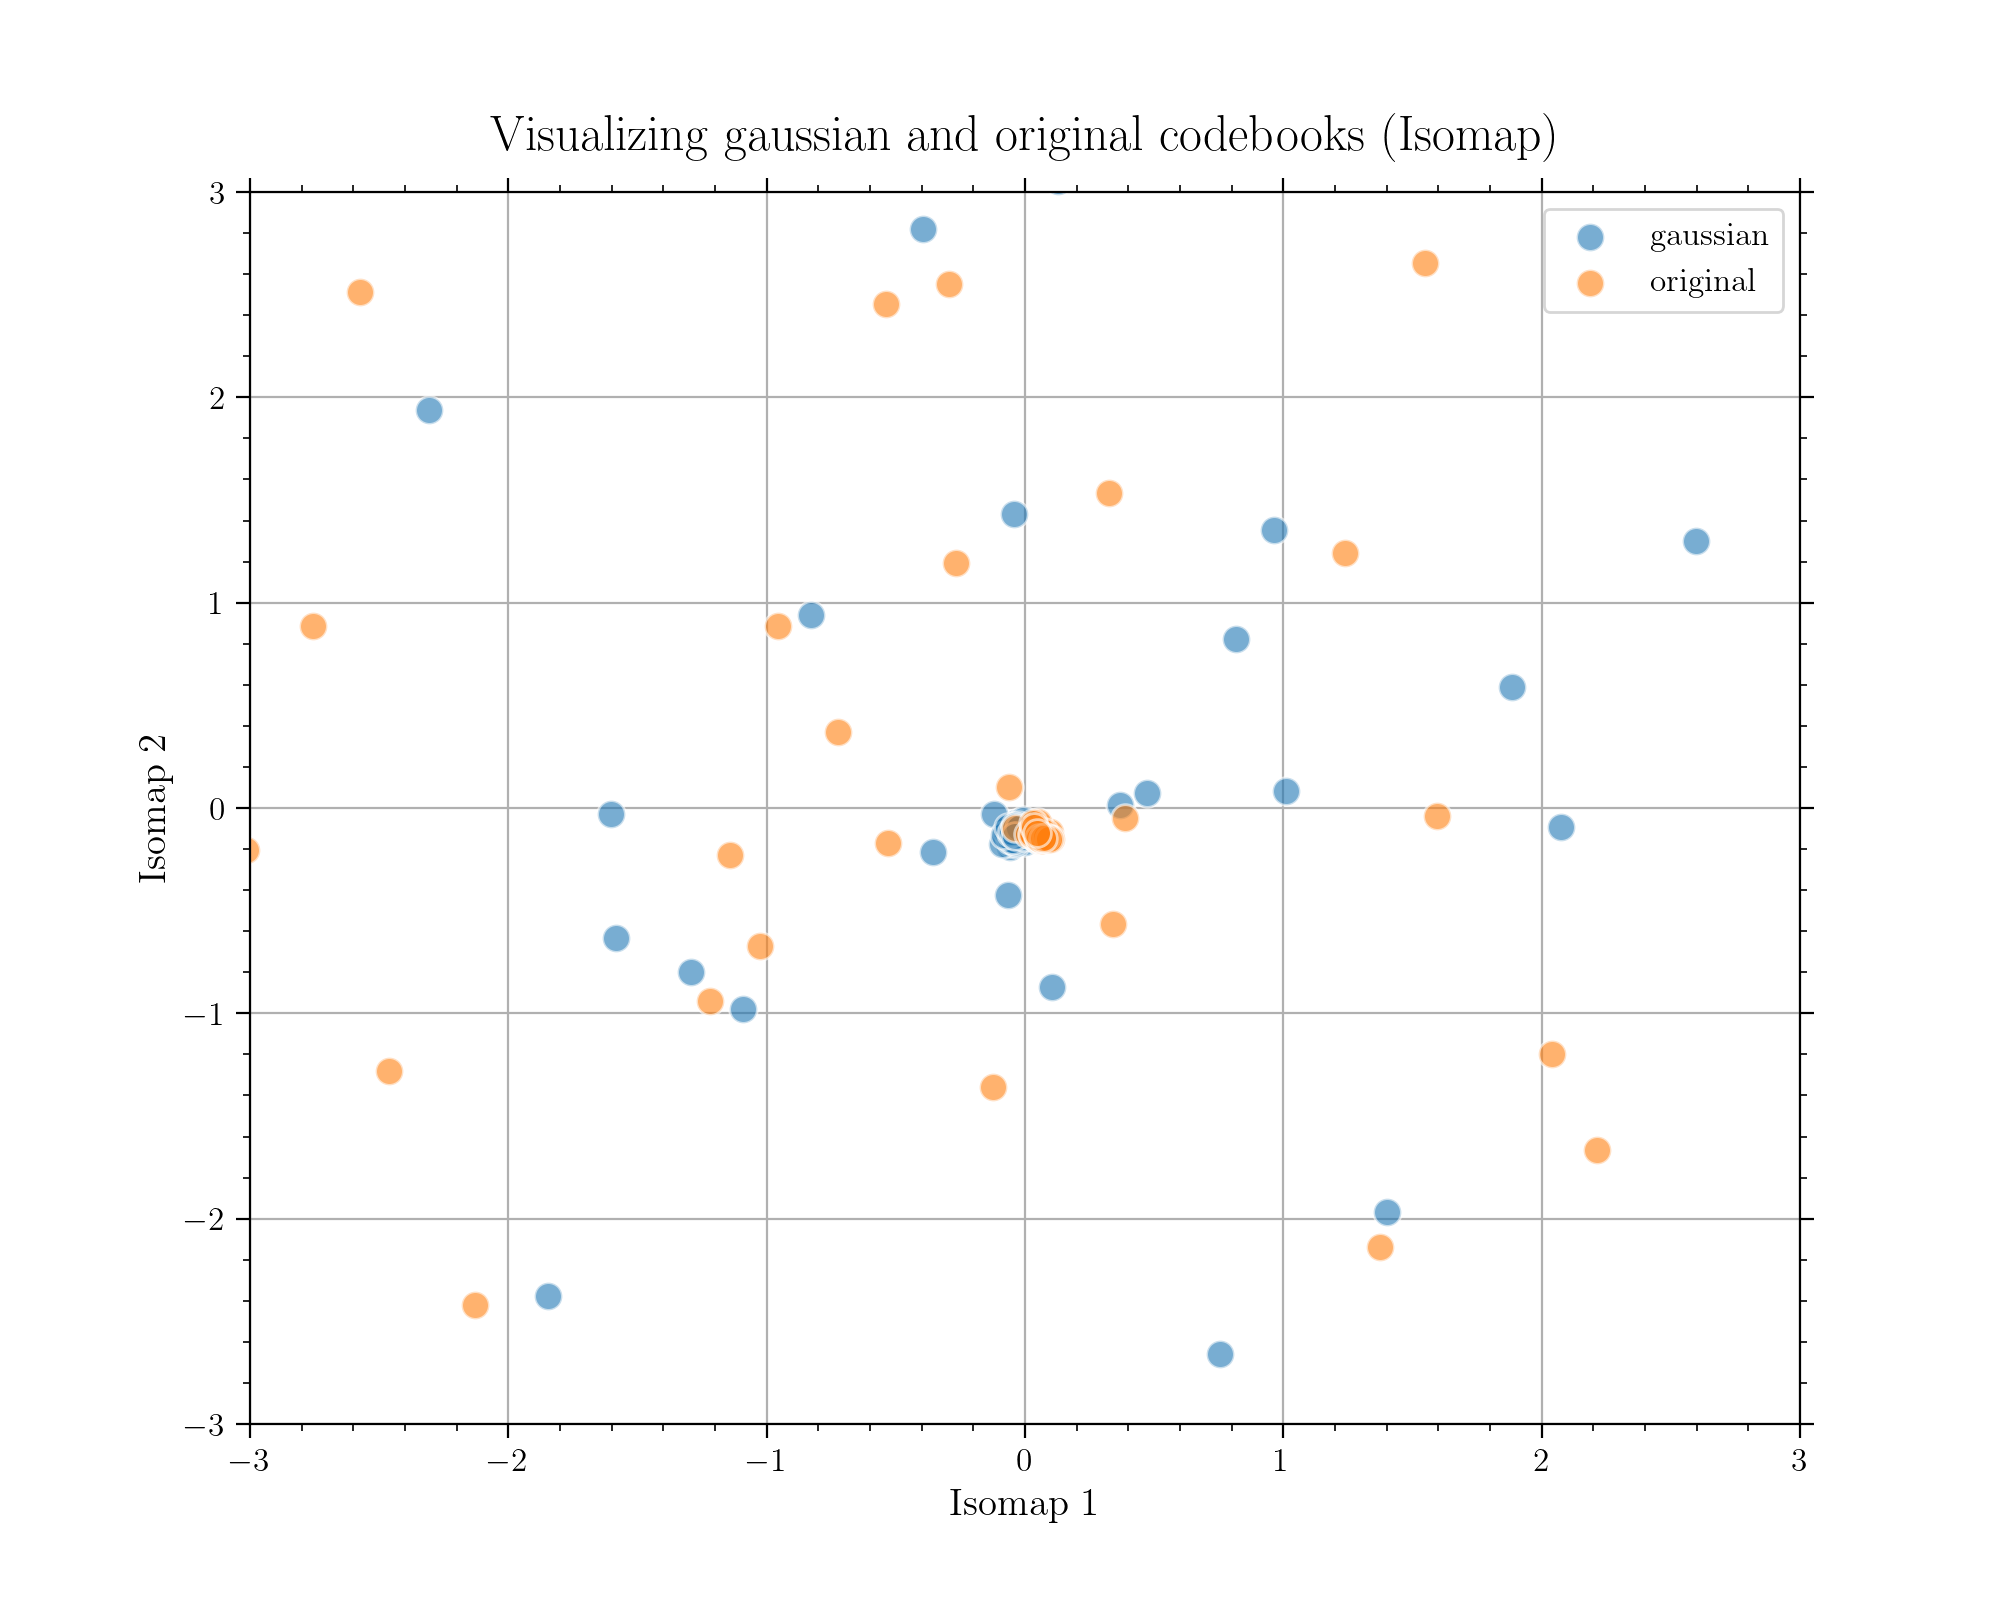 Visualizing gaussian and original codebooks (Isomap)
gaussian
original
3
2
1
0
−1
−2
−3
Isomap 2
−3
−2
−1
0
1
2
3
Isomap 1